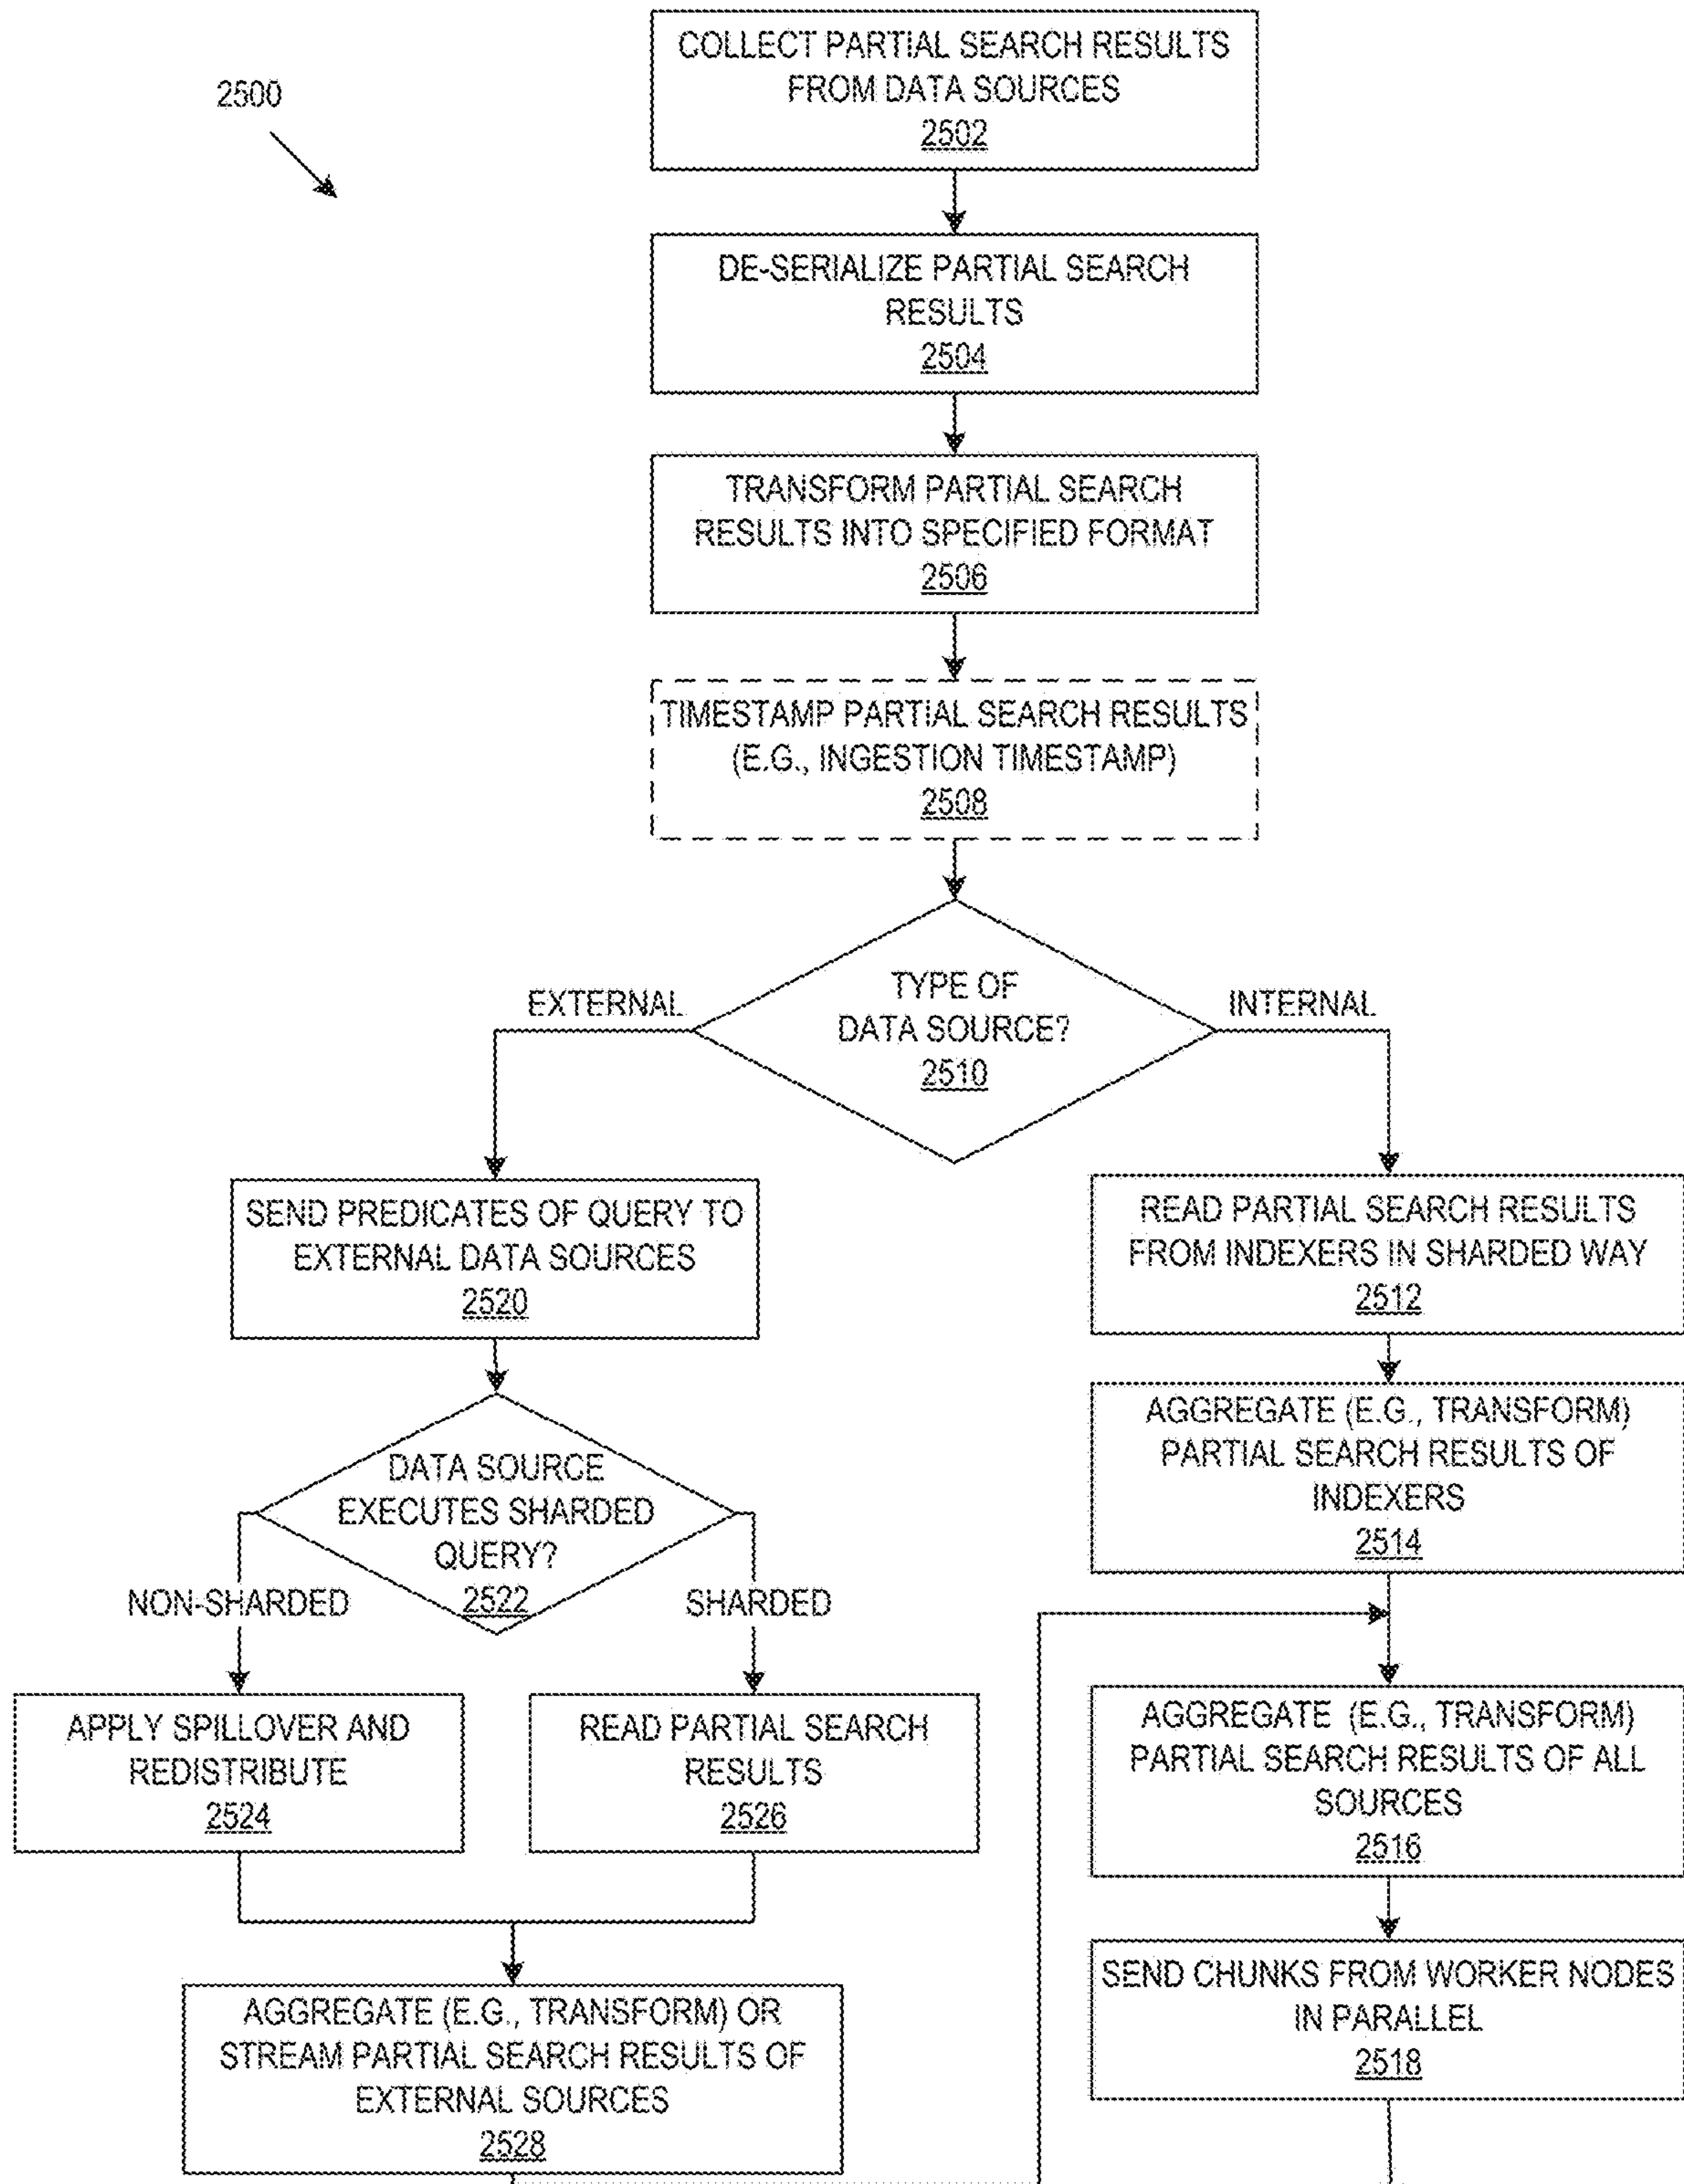 2500
COLLECT PARTIAL SEARCH RESULTS
FROM DATA SOURCES
2502
DE-SERIALIZE PARTIAL SEARCH
RESULTS
2504
TRANSFORM PARTIAL SEARCH
RESULTS INTO SPECIFIED FORMAT
2506
TIMESTAMP PARTIAL SEARCH RESULTS
(E.G., INGESTION TIMESTAMP)
2508
TYPE OF
DATA SOURCE?
2510
EXTERNAL
INTERNAL
SEND PREDICATES OF QUERY TO
EXTERNAL DATA SOURCES
2520
DATA SOURCE
EXECUTES SHARDED
QUERY?
2522
NON-SHARDED
SHARDED
APPLY SPILLOVER AND
REDISTRIBUTE
2524
READ PARTIAL SEARCH
RESULTS
2526
AGGREGATE (E.G., TRANSFORM) OR
STREAM PARTIAL SEARCH RESULTS OF
EXTERNAL SOURCES
2528
READ PARTIAL SEARCH RESULTS
FROM INDEXERS IN SHARDED WAY
2512
AGGREGATE (E.G., TRANSFORM)
PARTIAL SEARCH RESULTS OF
INDEXERS
2514
AGGREGATE (E.G., TRANSFORM)
PARTIAL SEARCH RESULTS OF ALL
SOURCES
2516
SEND CHUNKS FROM WORKER NODES
IN PARALLEL
2518